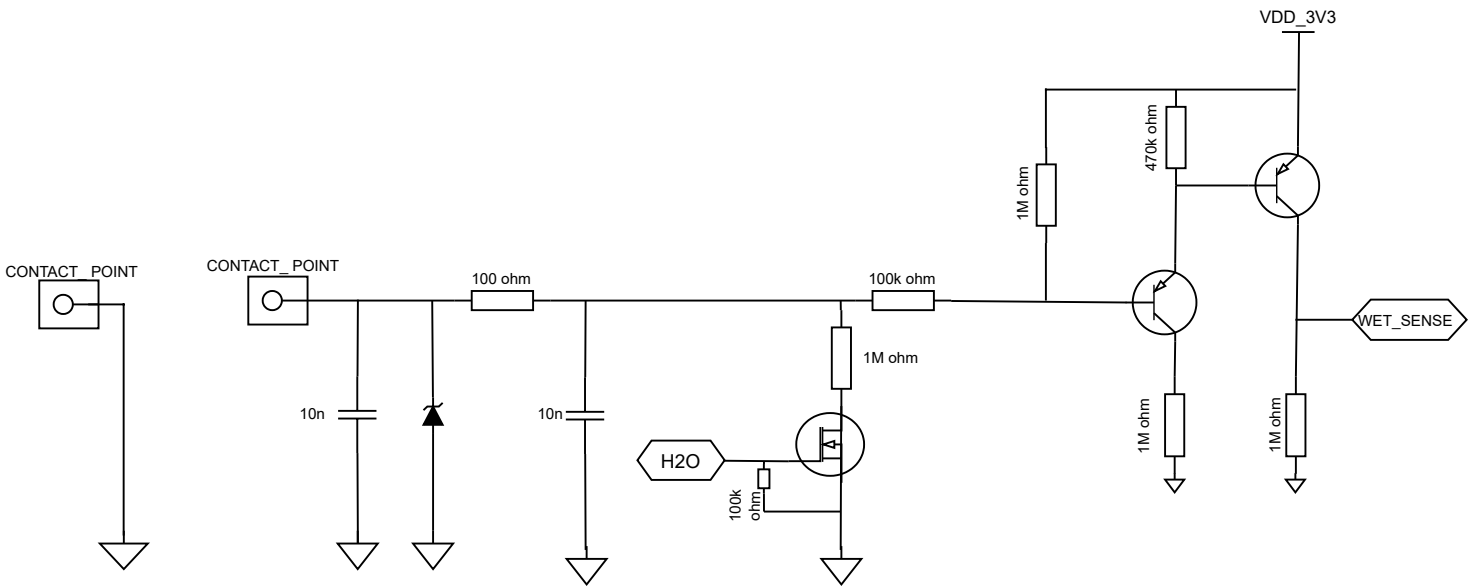 VDD_3V3
470k ohm
1M ohm
CONTACT_ POINT
CONTACT_ POINT
100 ohm
100k ohm
WET_SENSE
1M ohm
10n
10n
1M ohm
1M ohm
H2O
100k
ohm